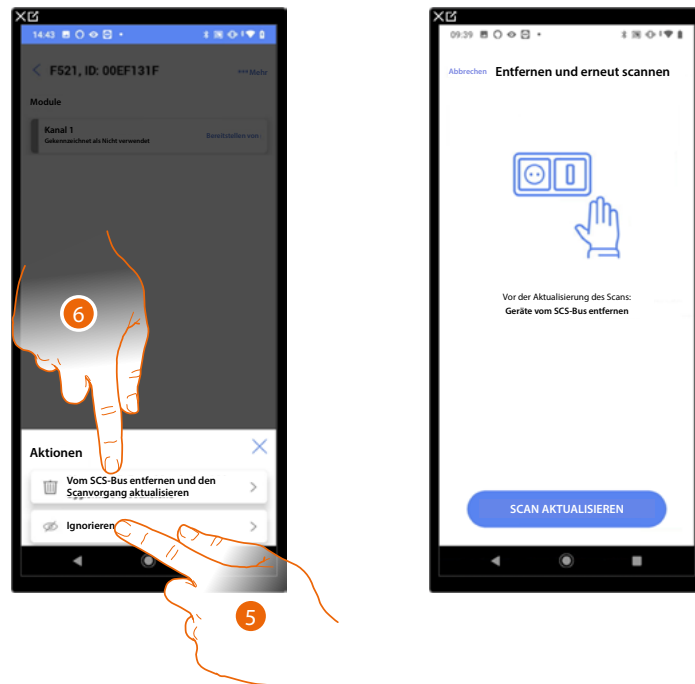 14:43
F521, ID: 00EF131F
*** Mehr
Module
Kanal 1
Gekennzeichnet als Nicht verwendet
Bereitstellen von
6
Aktionen
Vom SCS-Bus entfernen und den
Scanvorgang aktualisieren
Ignorieren
5
09:39
Abbrechen
Entfernen und erneut scannen
Vor der Aktualisierung des Scans:
Geräte vom SCS-Bus entfernen
SCAN AKTUALISIEREN